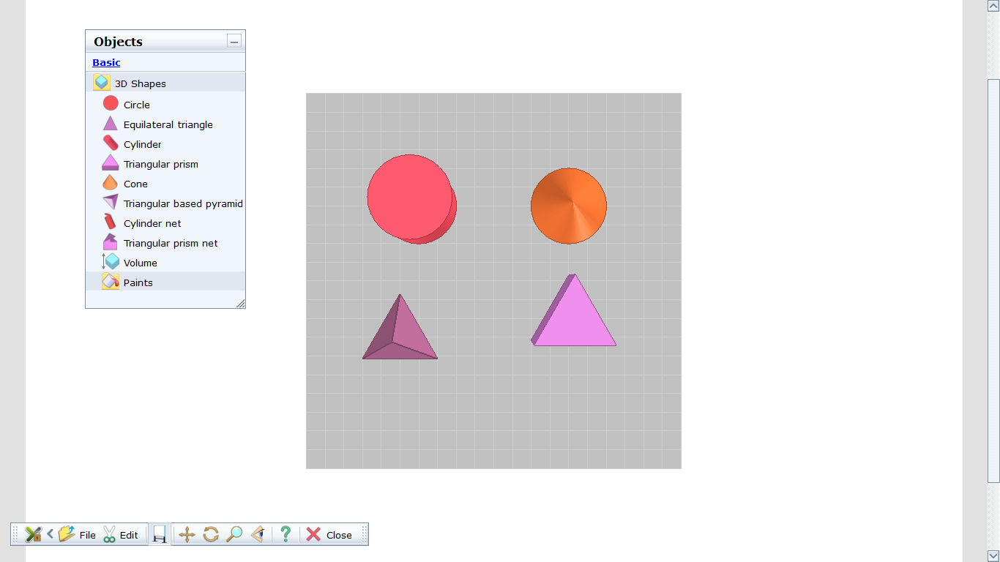 Objects
Basic
3D Shapes
Circle
Equilateral triangle
Cylinder
Triangular prism
Cone
Triangular based pyramid
Cylinder net
Triangular prism net
Volume
Paints
File Edit ? Close